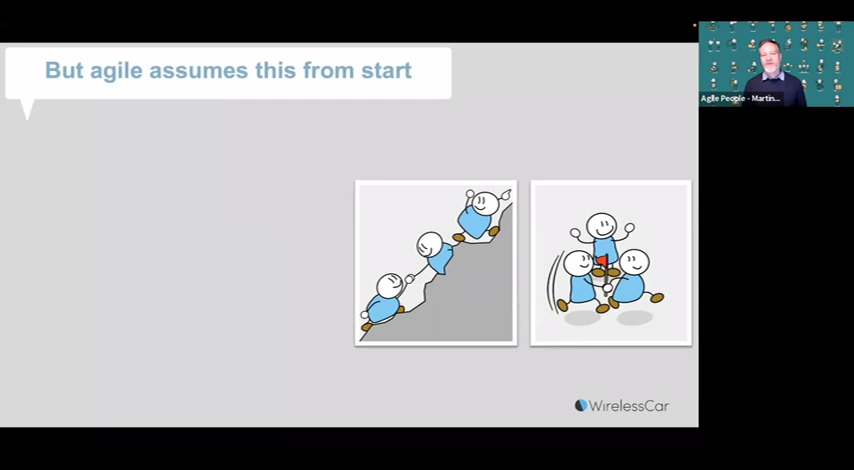 But agile assumes this from start
Agile People - Martin...
WirelessCar